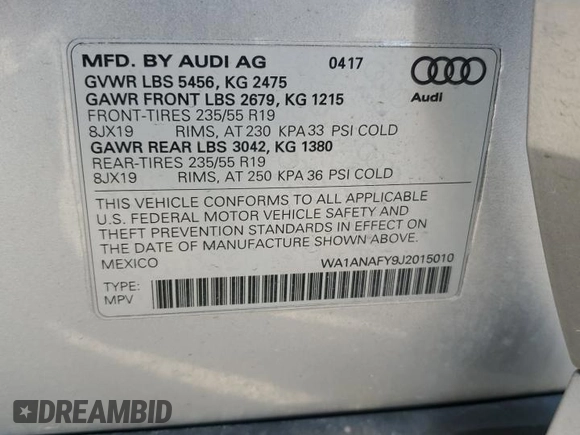 MFD. BY AUDI AG 0417
GVWR LBS 5456, KG 2475
GAWR FRONT LBS 2679, KG 1215
Audi
FRONT-TIRES 235/55 R19
8JX19 RIMS, AT 230 KPA 33 PSI COLD
GAWR REAR LBS 3042, KG 1380
REAR-TIRES 235/55 R19
8JX19 RIMS, AT 250 KPA 36 PSI COLD
THIS VEHICLE CONFORMS TO ALL APPLICABLE
U.S. FEDERAL MOTOR VEHICLE SAFETY AND
THEFT PREVENTION STANDARDS IN EFFECT ON
THE DATE OF MANUFACTURE SHOWN ABOVE.
MEXICO WA1ANAFY9J2015010
TYPE:
MPV
DREAMBID